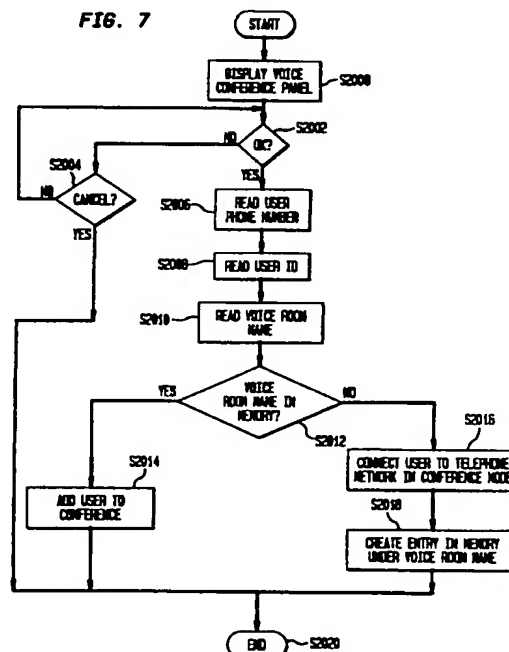 FIG. 7
START
DISPLAY VOICE
CONFERENCE PANEL
S2000
S2002
OK?
NO
YES
S2004
CANCEL?
NO
YES
S2006
READ USER
PHONE NUMBER
S2008
READ USER ID
S2010
READ VOICE ROOM
NAME
VOICE
ROOM NAME IN
MEMORY?
YES
NO
S2012
S2014
ADD USER TO
CONFERENCE
S2016
CONNECT USER TO TELEPHONE
NETWORK IN CONFERENCE MODE
S2018
CREATE ENTRY IN MEMORY
UNDER VOICE ROOM NAME
END
S2020